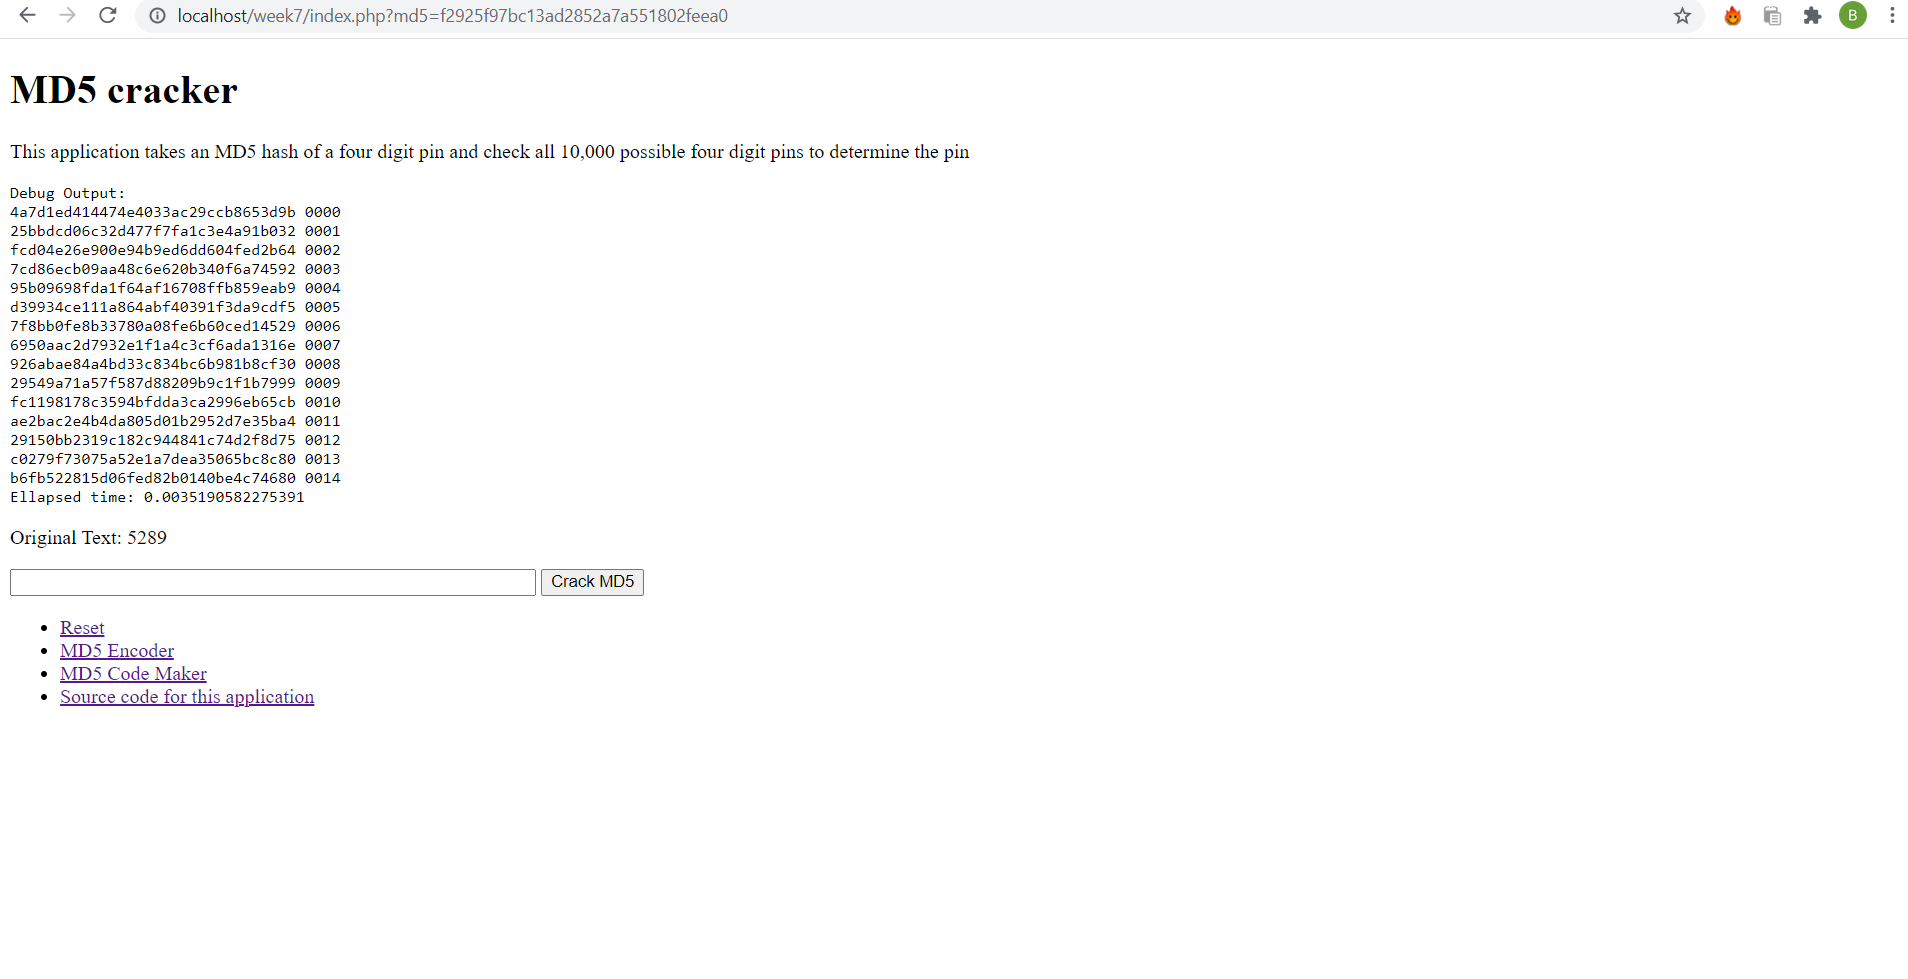 localhost/week7/index.php?md5=f2925f97bc13ad2852a7a551802feea0
B
MD5 cracker
This application takes an MD5 hash of a four digit pin and check all 10,000 possible four digit pins to determine the pin
Debug Output:
4a7d1ed414474e4033ac29ccb8653d9b 0000
25bbdcd06c32d477f7fa1c3e4a91b032 0001
fcd04e26e900e94b9ed6dd604fed2b64 0002
7cd86ecb09aa48c6e620b340f6a74592 0003
95b09698fda1f64af16708ffb859eab9 0004
d39934ce111a864abf40391f3da9cdf5 0005
7f8bb0fe8b33780a08fe6b60ced14529 0006
6950aac2d7932e1f1a4c3cf6ada1316e 0007
926abae84a4bd33c834bc6b981b8cf30 0008
29549a71a57f587d88209b9c1f1b7999 0009
fc1198178c3594bfdda3ca2996eb65cb 0010
ae2bac2e4b4da805d01b2952d7e35ba4 0011
29150bb2319c182c944841c74d2f8d75 0012
c0279f73075a52e1a7dea35065bc8c80 0013
b6fb522815d06fed82b0140be4c74680 0014
Ellapsed time: 0.0035190582275391
Original Text: 5289
Crack MD5
Reset
MD5 Encoder
MD5 Code Maker
Source code for this application